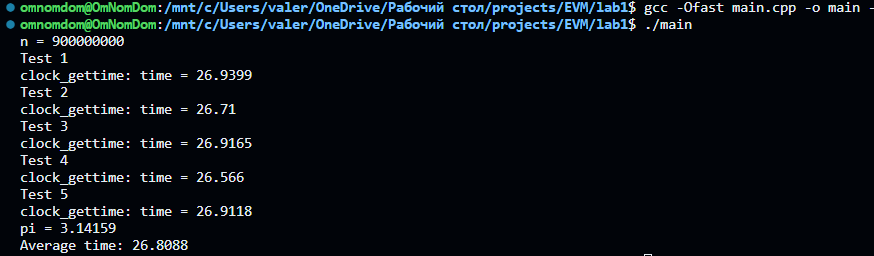 omnomdom@OmNomDom:/mnt/c/Users/valer/OneDrive/Рабочий стол/projects/EVM/lab1$ gcc -Ofast main.cpp -o main -
omnomdom@OmNomDom:/mnt/c/Users/valer/OneDrive/Рабочий стол/projects/EVM/lab1$ ./main
n = 900000000
Test 1
clock_gettime: time = 26.9399
Test 2
clock_gettime: time = 26.71
Test 3
clock_gettime: time = 26.9165
Test 4
clock_gettime: time = 26.566
Test 5
clock_gettime: time = 26.9118
pi = 3.14159
Average time: 26.8088